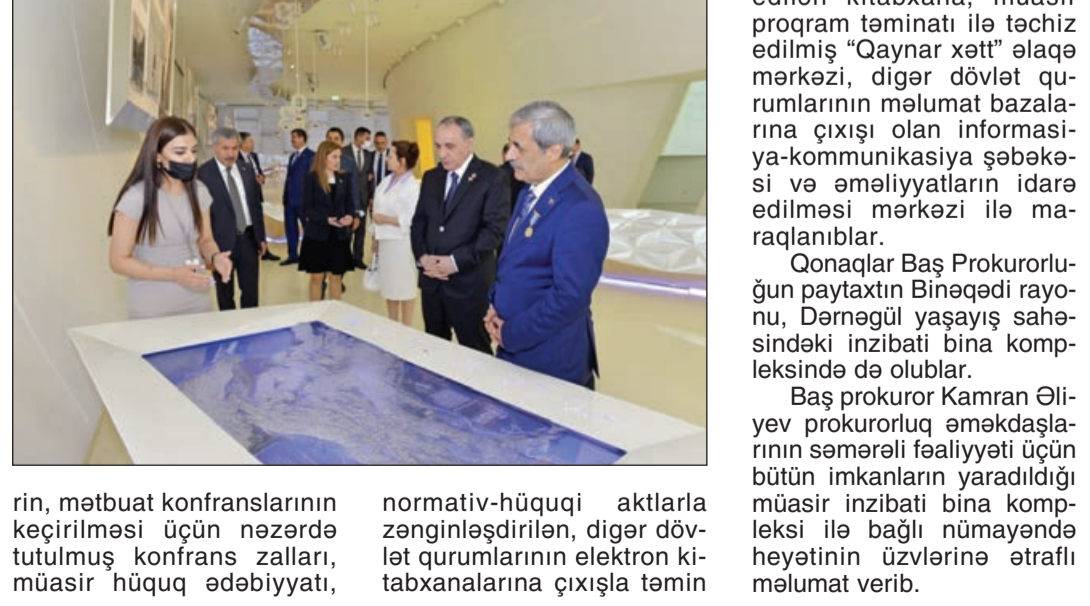 rin, mətbuat konfranslarının
keçirilməsi üçün nəzərdə
tutulmuş konfrans zalları,
müasir hüquq ədəbiyyatı,
normativ-hüquqi aktlarla
zənginləşdirilən, digər döv-
lət qurumlarının elektron ki-
tabxanalarına çıxışla təmin
edilən kitabxana, müasir
proqram təminatı ilə təchiz
edilmiş “Qaynar xətt” əlaqə
mərkəzi, digər dövlət qu-
rumlarının məlumat bazala-
rına çıxışı olan informasi-
ya-kommunikasiya şəbəkə-
si və əməliyyatların idarə
edilməsi mərkəzi ilə ma-
raqlanıblar.
Qonaqlar Baş Prokurorlu-
ğun paytaxtın Binəqədi rayo-
nu, Dərnəgül yaşayış sahə-
sindəki inzibati bina komp-
leksində də olublar.
Baş prokuror Kamran Əli-
yev prokurorluq əməkdaşla-
rının səmərəli fəaliyyəti üçün
bütün imkanların yaradıldığı
müasir inzibati bina komp-
leksi ilə bağlı nümayəndə
heyətinin üzvlərinə ətraflı
məlumat verib.